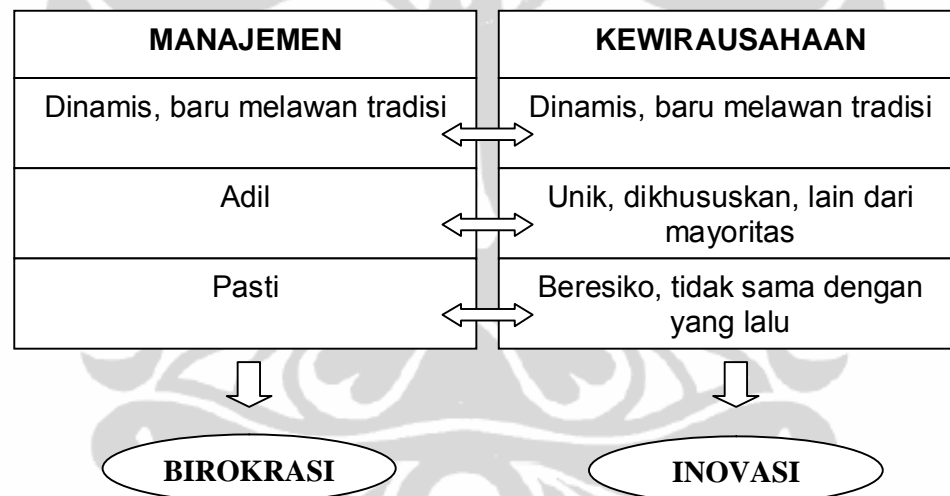 MANAJEMEN
KEWIRAUSAHAAN
Dinamis, baru melawan tradisi
Dinamis, baru melawan tradisi
Adil
Unik, dikhususkan, lain dari
mayoritas
Pasti
Beresiko, tidak sama dengan
yang lalu
BIROKRASI
INOVASI